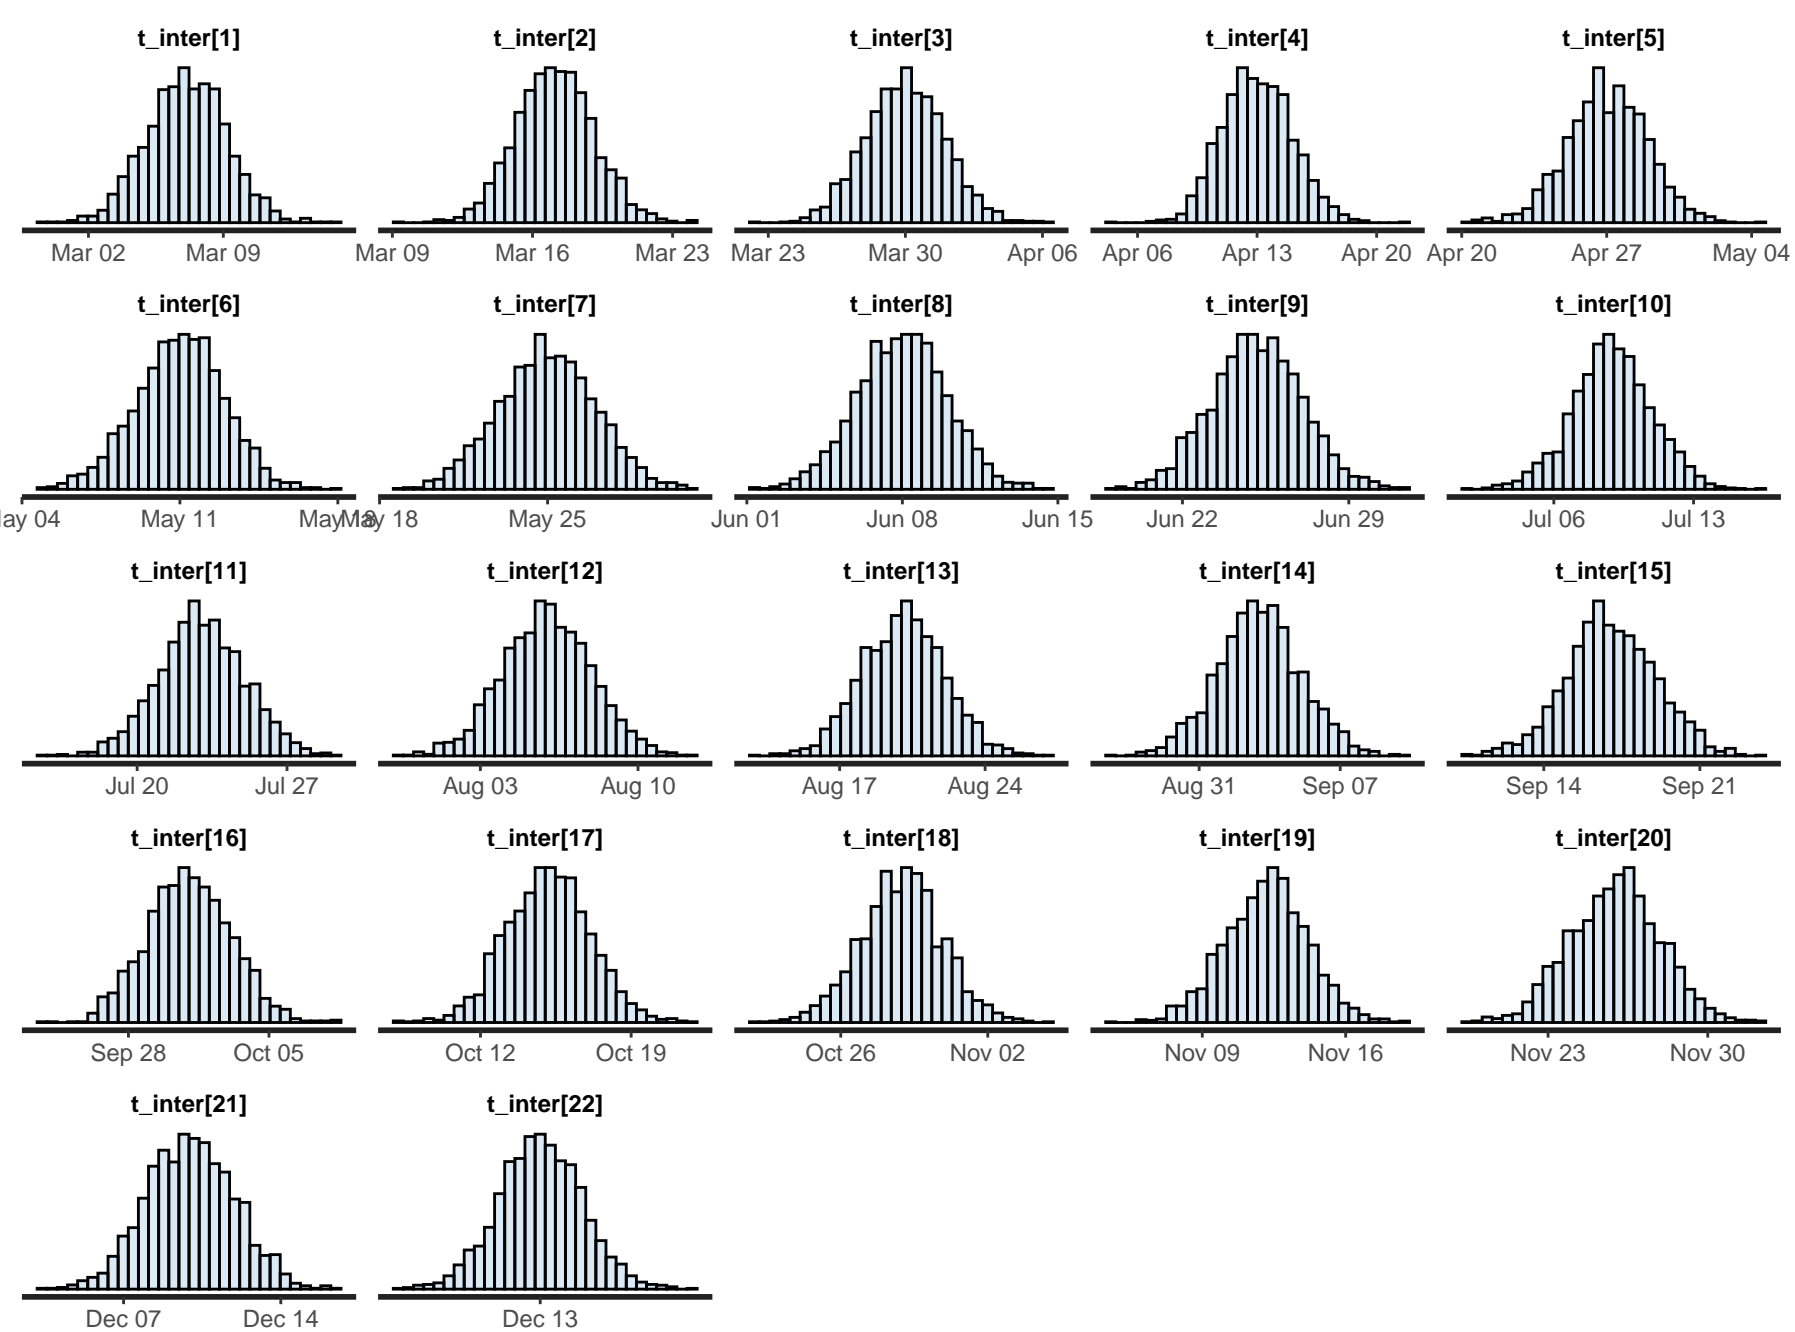 t_inter[1] t_inter[2] t_inter[3] t_inter[4] t_inter[5]
Mar 02 Mar 09 Mar 09 Mar 16 Mar 23 Mar 23 Mar 30 Apr 06 Apr 06 Apr 13 Apr 20 Apr 20 Apr 27 May 04
t_inter[6] t_inter[7] t_inter[8] t_inter[9] t_inter[10]
ay 04 May 11 May 18 May 18 May 25 Jun 01 Jun 08 Jun 15 Jun 22 Jun 29 Jul 06 Jul 13
t_inter[11] t_inter[12] t_inter[13] t_inter[14] t_inter[15]
Jul 20 Jul 27 Aug 03 Aug 10 Aug 17 Aug 24 Aug 31 Sep 07 Sep 14 Sep 21
t_inter[16] t_inter[17] t_inter[18] t_inter[19] t_inter[20]
Sep 28 Oct 05 Oct 12 Oct 19 Oct 26 Nov 02 Nov 09 Nov 16 Nov 23 Nov 30
t_inter[21] t_inter[22]
Dec 07 Dec 14 Dec 13